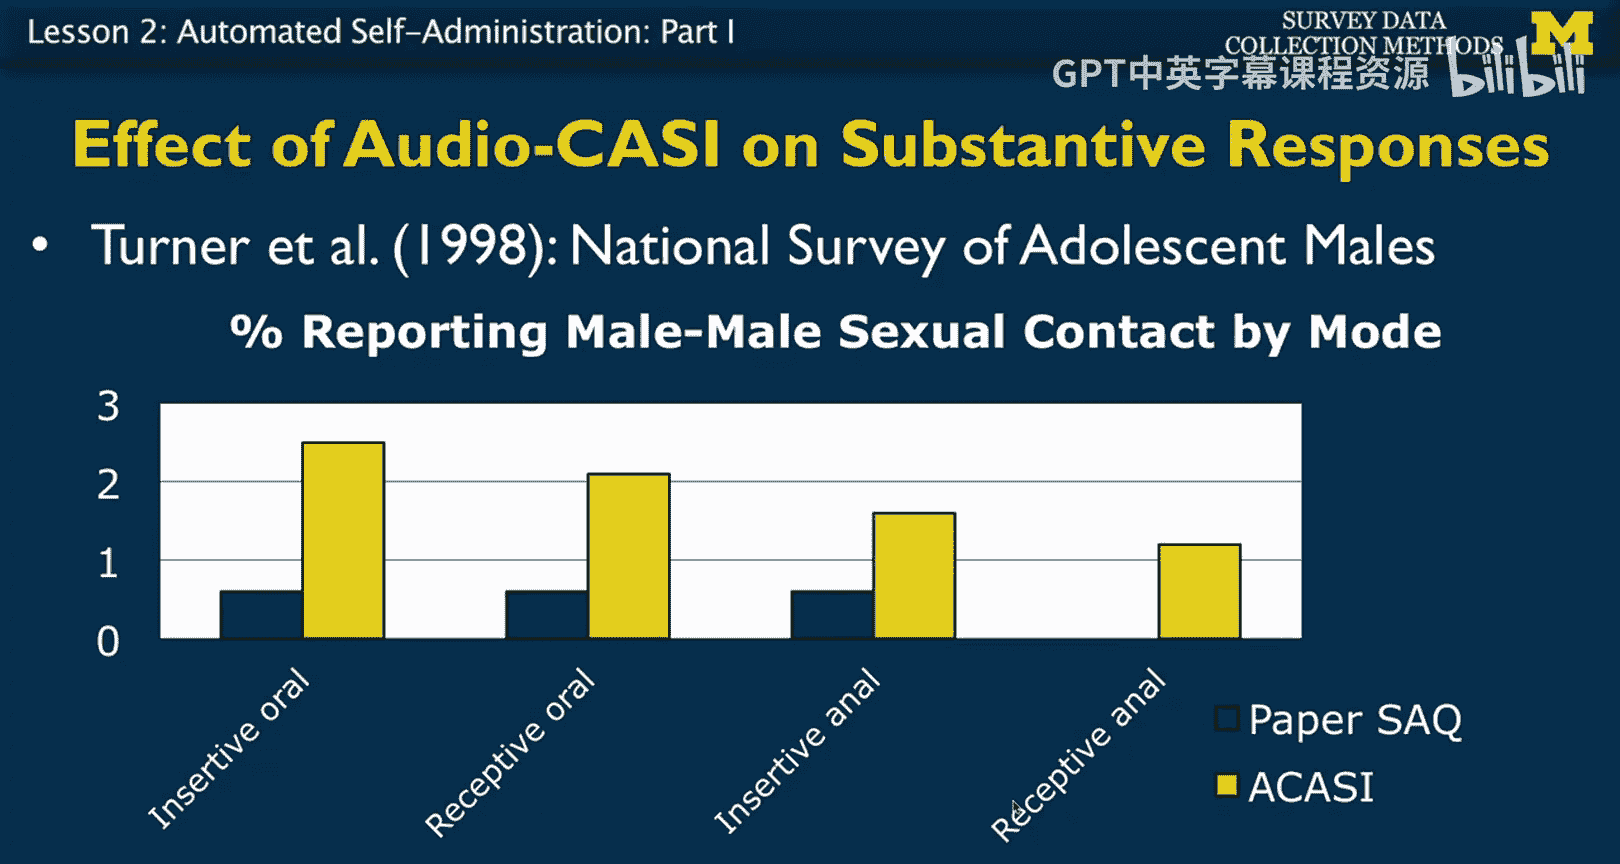 Lesson 2: Automated Self-Administration: Part I
SURVEY DATA
COLLECTION METHODS
M
GPT中英字幕课程资源 bilibili
Effect of Audio-CASI on Substantive Responses
• Turner et al. (1998): National Survey of Adolescent Males
% Reporting Male-Male Sexual Contact by Mode
3
2
1
0
Insertive oral
Receptive oral
Insertive anal
Receptive anal
Paper SAQ
ACASI